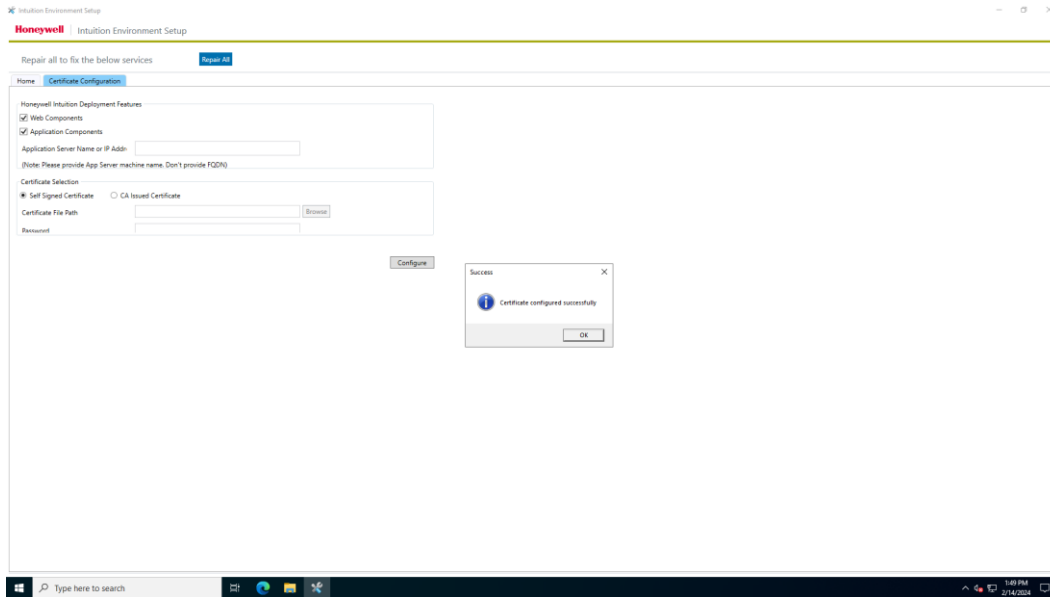 Intuition Environment Setup
Honeywell Intuition Environment Setup
Repair all to fix the below services Repair All
Home Certificate Configuration
Honeywell Intuition Deployment Features
Web Components
Application Components
Application Server Name or IP Addr
(Note: Please provide App Server machine name. Don't provide FQDN)
Certificate Selection
Self Signed Certificate CA Issued Certificate
Certificate File Path Browse
Password
Configure
Success
Certificate configured successfully
OK
Type here to search
1:49 PM
2/14/2024